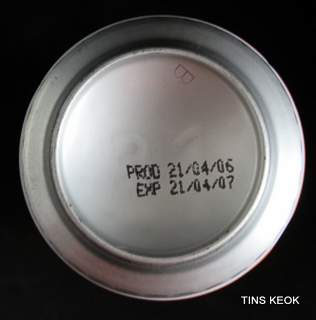 PROD 21/04/06
EXP 21/04/07
TINS KEOK